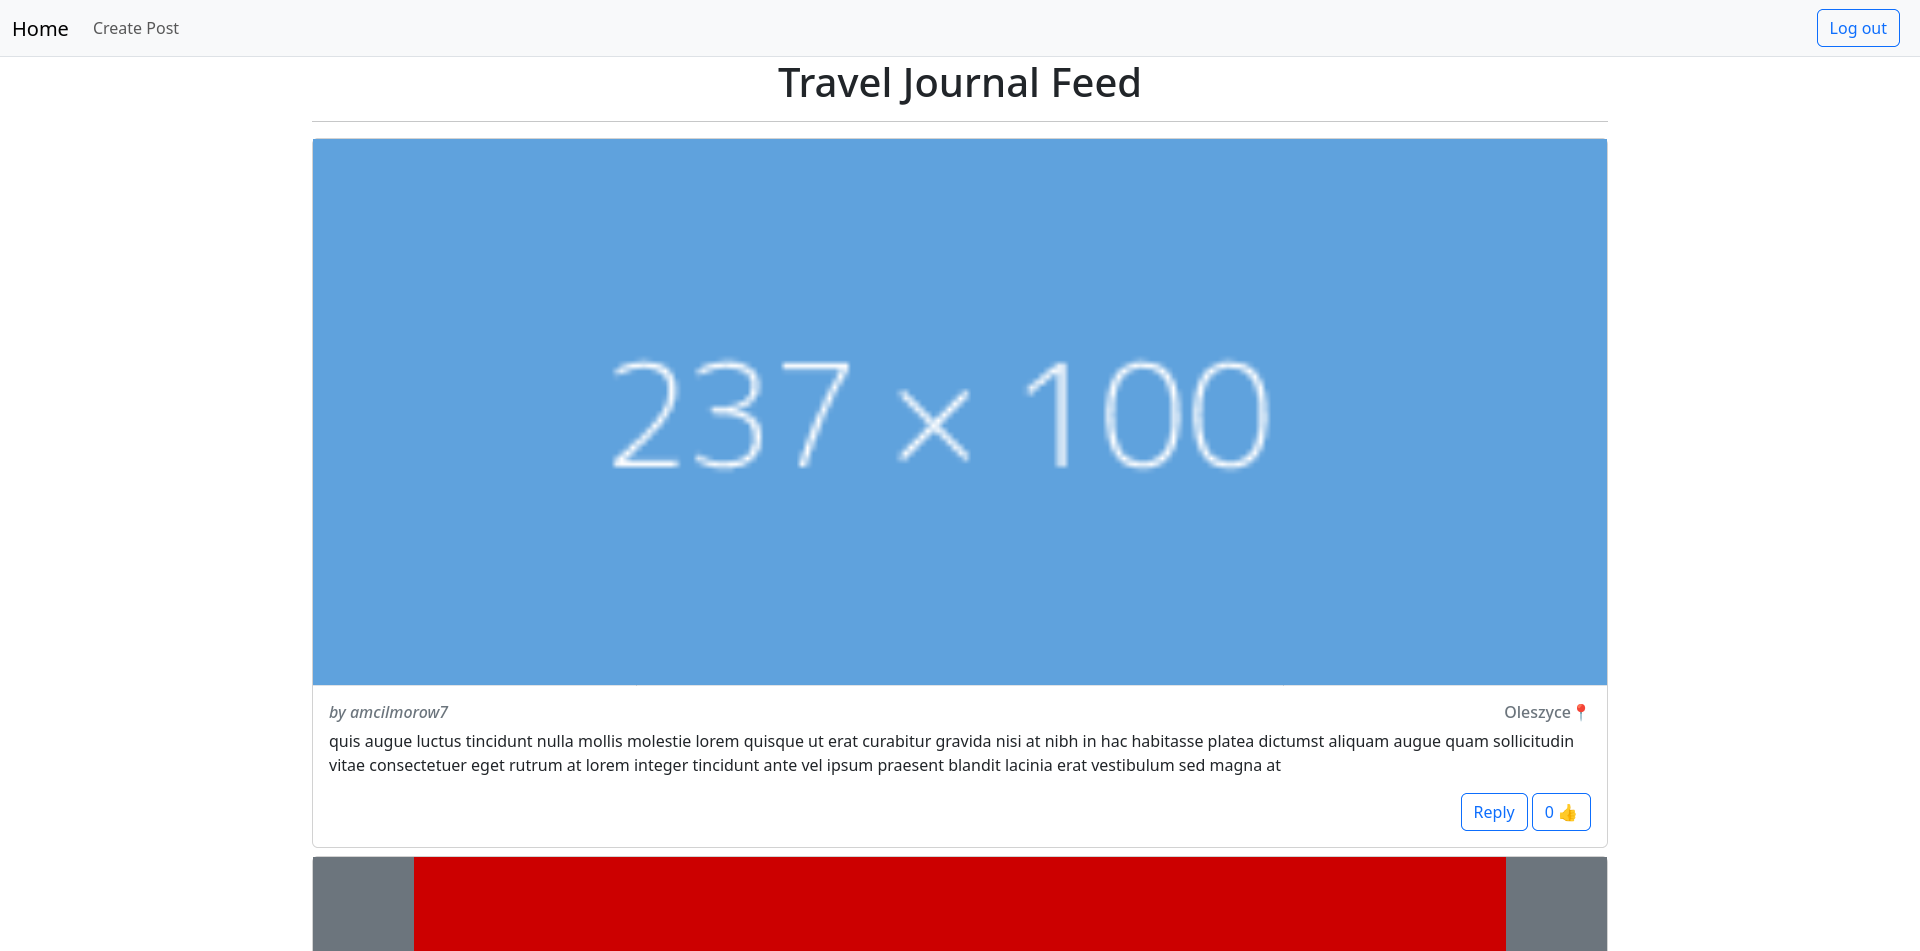 Home Create Post Log out
Travel Journal Feed
237 × 100
by amcilmorow7 Oleszyce📍
quis augue luctus tincidunt nulla mollis molestie lorem quisque ut erat curabitur gravida nisi at nibh in hac habitasse platea dictumst aliquam augue quam sollicitudin
vitae consectetuer eget rutrum at lorem integer tincidunt ante vel ipsum praesent blandit lacinia erat vestibulum sed magna at
Reply 0 👍